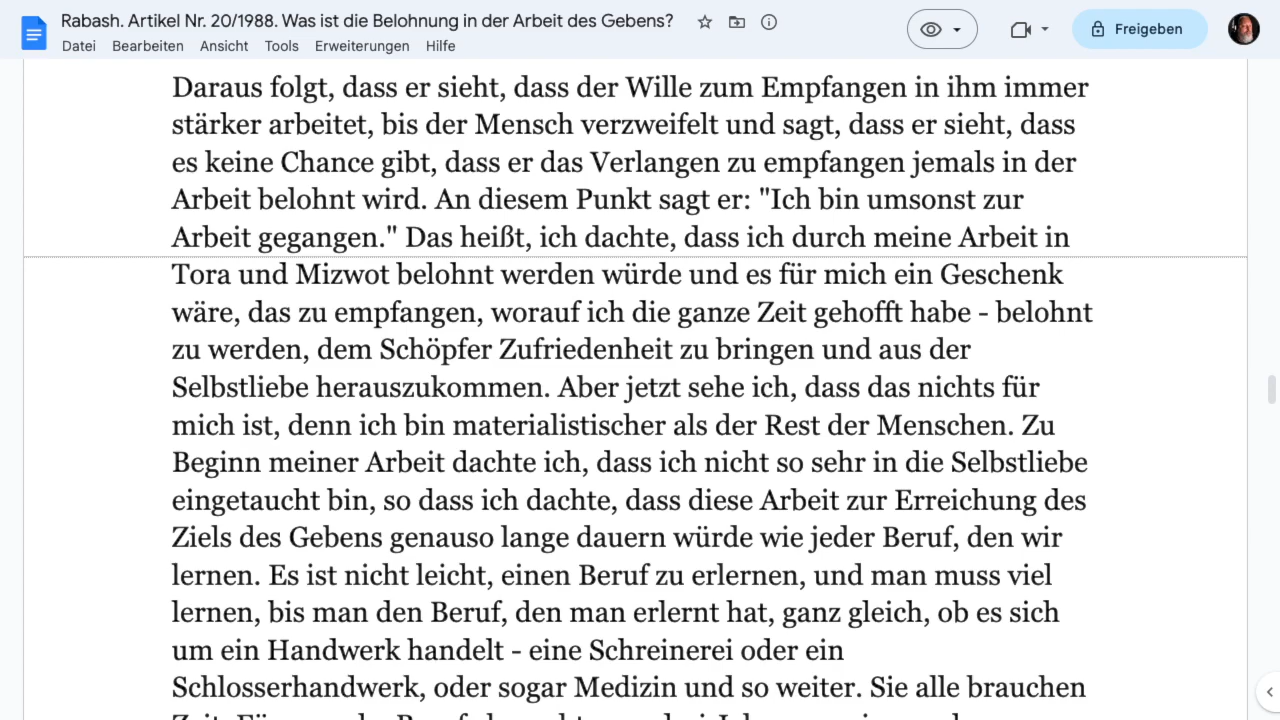 Rabash. Artikel Nr. 20/1988. Was ist die Belohnung in der Arbeit des Gebens?
Datei Bearbeiten Ansicht Tools Erweiterungen Hilfe
Freigeben
Daraus folgt, dass er sieht, dass der Wille zum Empfangen in ihm immer
stärker arbeitet, bis der Mensch verzweifelt und sagt, dass er sieht, dass
es keine Chance gibt, dass er das Verlangen zu empfangen jemals in der
Arbeit belohnt wird. An diesem Punkt sagt er: "Ich bin umsonst zur
Arbeit gegangen." Das heißt, ich dachte, dass ich durch meine Arbeit in
Tora und Mizwot belohnt werden würde und es für mich ein Geschenk
wäre, das zu empfangen, worauf ich die ganze Zeit gehofft habe - belohnt
zu werden, dem Schöpfer Zufriedenheit zu bringen und aus der
Selbstliebe herauszukommen. Aber jetzt sehe ich, dass das nichts für
mich ist, denn ich bin materialistischer als der Rest der Menschen. Zu
Beginn meiner Arbeit dachte ich, dass ich nicht so sehr in die Selbstliebe
eingetaucht bin, so dass ich dachte, dass diese Arbeit zur Erreichung des
Ziels des Gebens genauso lange dauern würde wie jeder Beruf, den wir
lernen. Es ist nicht leicht, einen Beruf zu erlernen, und man muss viel
lernen, bis man den Beruf, den man erlernt hat, ganz gleich, ob es sich
um ein Handwerk handelt - eine Schreinerei oder ein
Schlosserhandwerk, oder sogar Medizin und so weiter. Sie alle brauchen